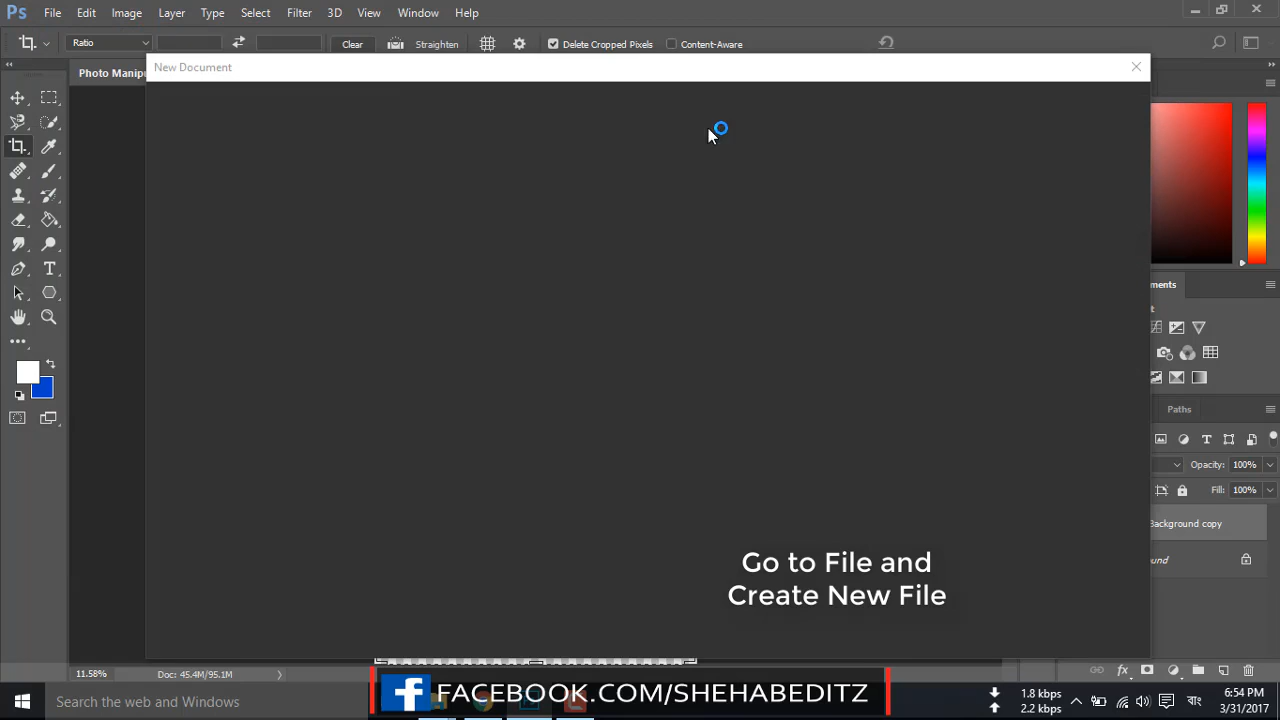 Ps File Edit Image Layer Type Select Filter 3D View Window Help
Ratio Clear Straighten Delete Cropped Pixels Content-Aware
New Document
Photo Manipu
Paths
Opacity: 100%
Fill: 100%
Background copy
Go to File and
Create New File
11.58% Doc: 45.4M/95.1M
FACEBOOK.COM/SHEHABEDITZ
Search the web and Windows
1.8 kbps
2.2 kbps
বাং
6:54 PM
3/31/2017